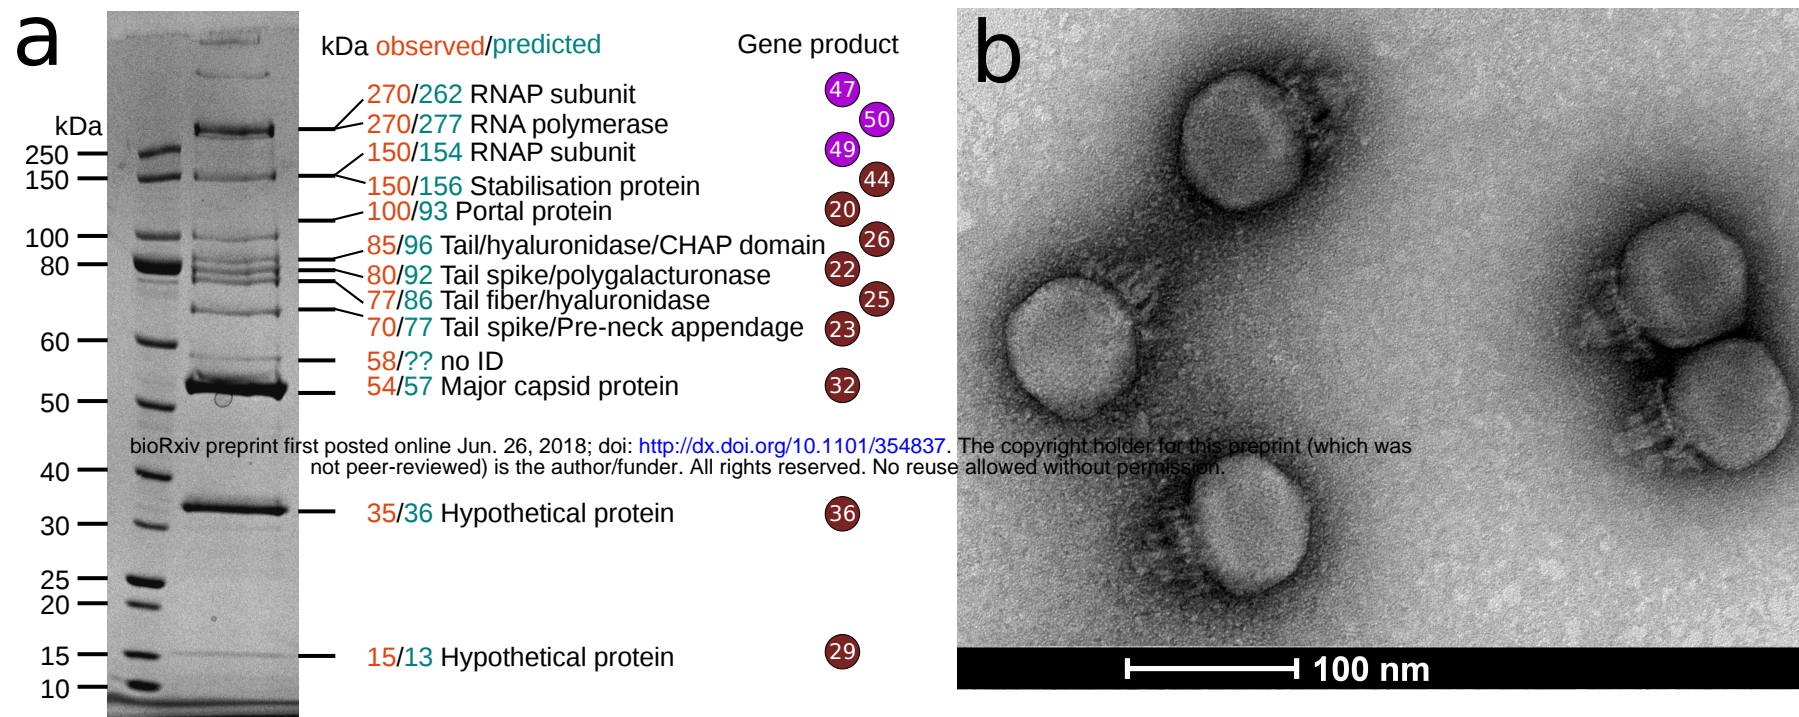 a
b
kDa observed/predicted
Gene product
kDa
250
150
100
80
60
50
40
30
25
20
15
10
270/262 RNAP subunit 47
270/277 RNA polymerase 50
150/154 RNAP subunit 49
150/156 Stabilisation protein 44
100/93 Portal protein 20
85/96 Tail/hyaluronidase/CHAP domain 26
80/92 Tail spike/polygalacturonase 22
77/86 Tail fiber/hyaluronidase 25
70/77 Tail spike/Pre-neck appendage 23
58/?? no ID
54/57 Major capsid protein 32
bioRxiv preprint first posted online Jun. 26, 2018; doi: http://dx.doi.org/10.1101/354837. The copyright holder for this preprint (which was
not peer-reviewed) is the author/funder. All rights reserved. No reuse allowed without permission.
35/36 Hypothetical protein 36
15/13 Hypothetical protein 29
100 nm